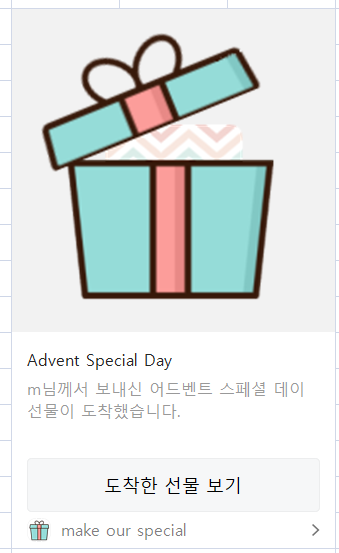 Advent Special Day
m님께서 보내신 어드벤트 스페셜 데이
선물이 도착했습니다.
도착한 선물 보기
make our special